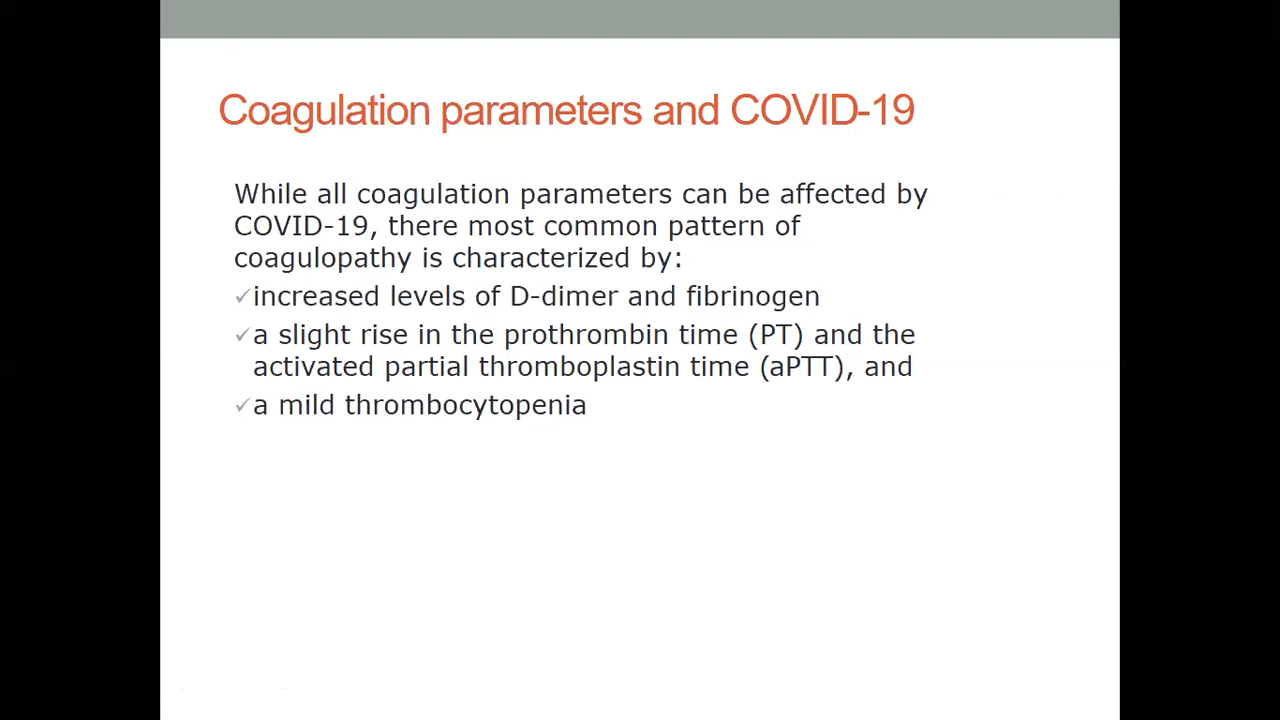 Coagulation parameters and COVID-19
While all coagulation parameters can be affected by
COVID-19, there most common pattern of
coagulopathy is characterized by:
✓increased levels of D-dimer and fibrinogen
✓a slight rise in the prothrombin time (PT) and the
activated partial thromboplastin time (aPTT), and
✓a mild thrombocytopenia